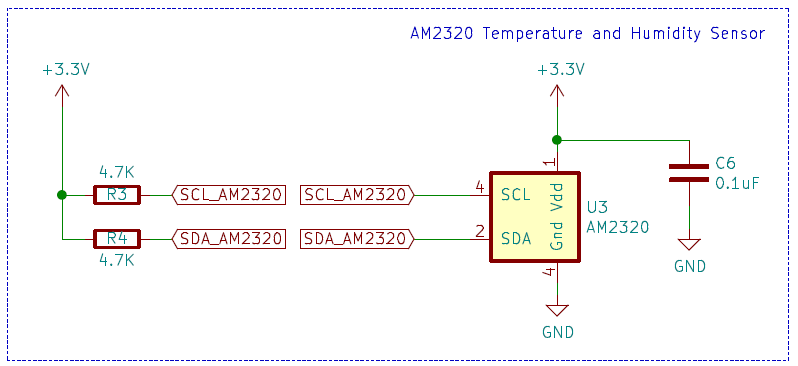 AM2320 Temperature and Humidity Sensor
+3.3V
+3.3V
4.7K
R3
SCL_AM2320
SCL_AM2320
4
SCL
1
Vdd
C6
0.1uF
U3
AM2320
R4
4.7K
SDA_AM2320
SDA_AM2320
2
SDA
Gnd
4
GND
GND